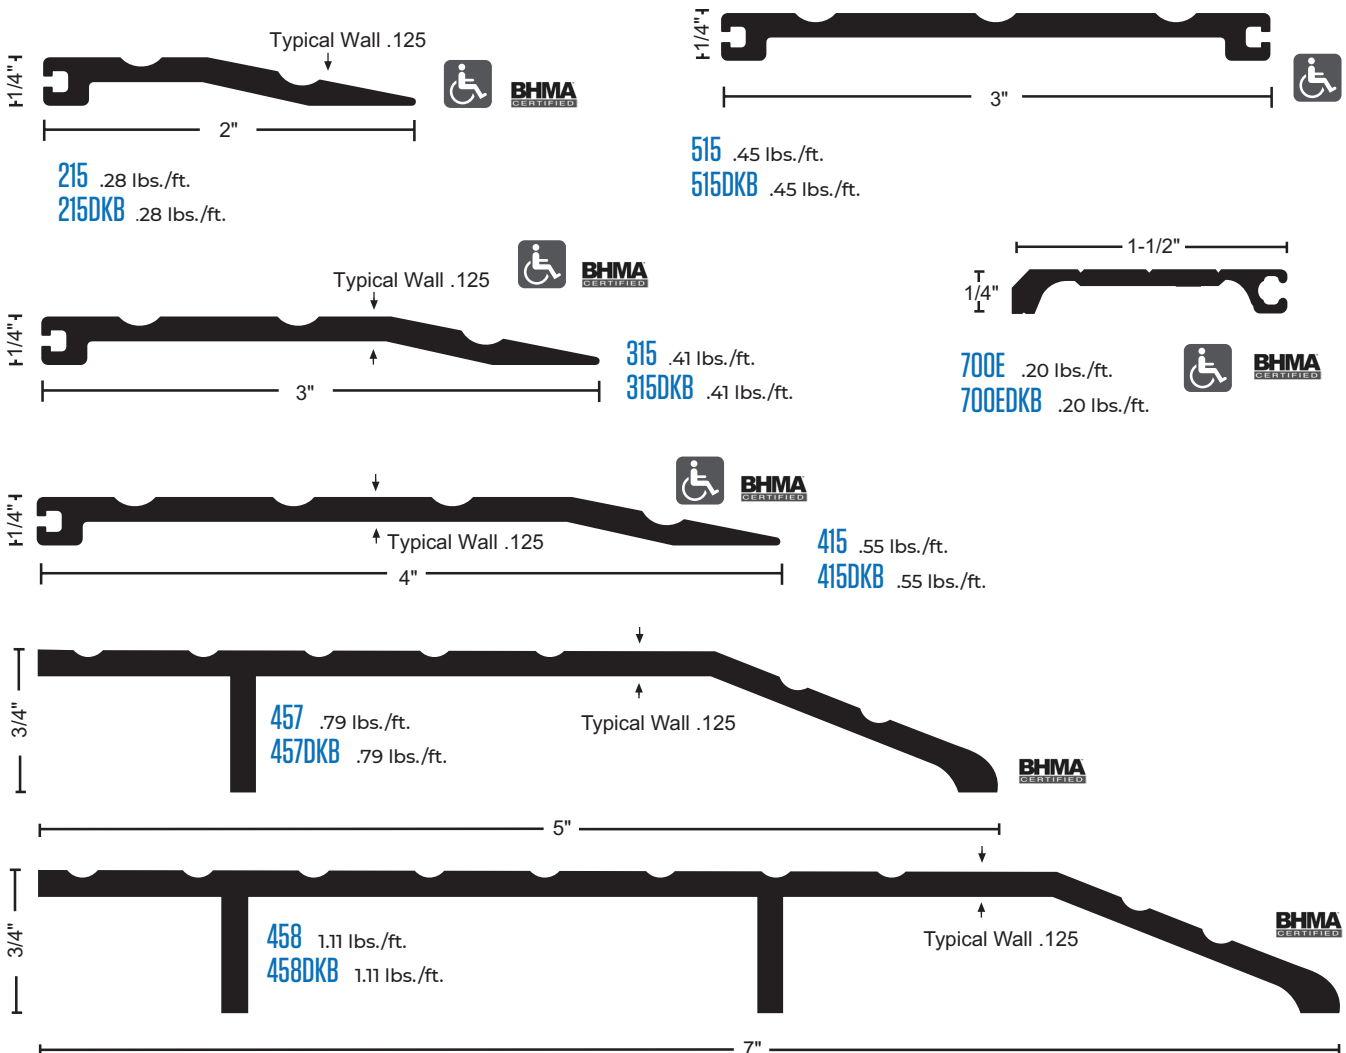 Typical Wall .125
1/4"
BHMA
CERTIFIED
2"
215 .28 lbs./ft.
215DKB .28 lbs./ft.
1/4"
3"
515 .45 lbs./ft.
515DKB .45 lbs./ft.
Typical Wall .125
BHMA
CERTIFIED
1/4"
3"
315 .41 lbs./ft.
315DKB .41 lbs./ft.
1-1/2"
1/4"
700E .20 lbs./ft.
700EDKB .20 lbs./ft.
BHMA
CERTIFIED
BHMA
CERTIFIED
1/4"
Typical Wall .125
4"
415 .55 lbs./ft.
415DKB .55 lbs./ft.
3/4"
457 .79 lbs./ft.
457DKB .79 lbs./ft.
Typical Wall .125
BHMA
CERTIFIED
5"
3/4"
458 1.11 lbs./ft.
458DKB 1.11 lbs./ft.
Typical Wall .125
BHMA
CERTIFIED
7"